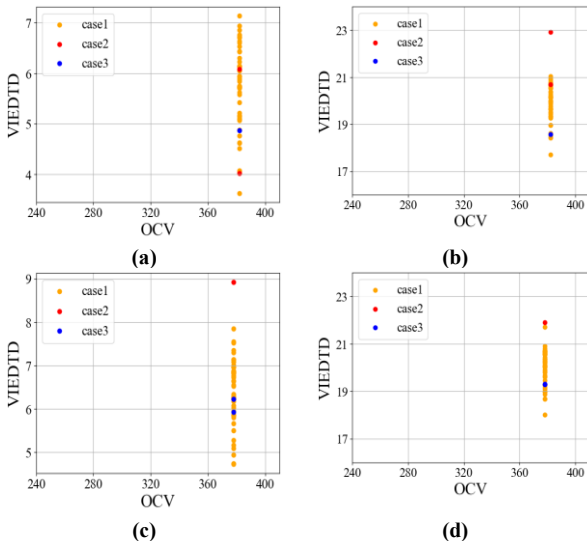 7
6
5
4
VIEDTD
case1
case2
case3
240 280 320 360 400
OCV
(a)
23
21
19
17
VIEDTD
case1
case2
case3
240 280 320 360 400
OCV
(b)
9
8
7
6
5
VIEDTD
case1
case2
case3
240 280 320 360 400
OCV
(c)
23
21
19
17
VIEDTD
case1
case2
case3
240 280 320 360 400
OCV
(d)